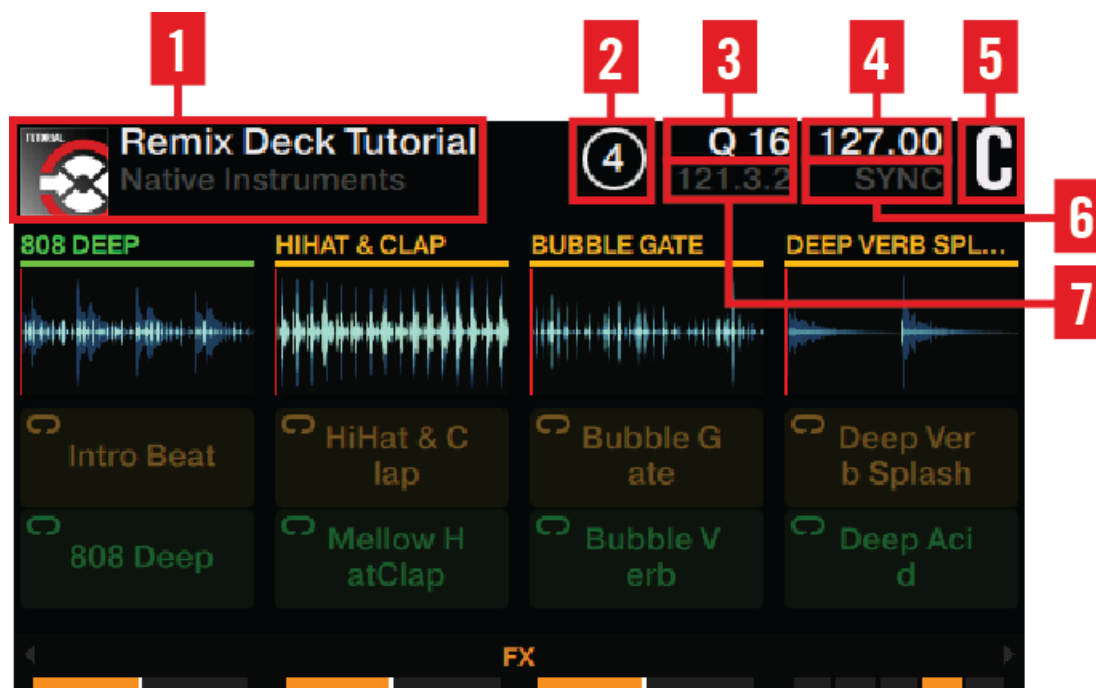 1
2
3
4
5
TUTORIAL
Remix Deck Tutorial
Native Instruments
4
Q 16
121.3.2
127.00
SYNC
C
6
7
808 DEEP
HIHAT & CLAP
BUBBLE GATE
DEEP VERB SPL...
Intro Beat
HiHat & C
lap
Bubble G
ate
Deep Ver
b Splash
808 Deep
Mellow H
atClap
Bubble V
erb
Deep Aci
d
FX